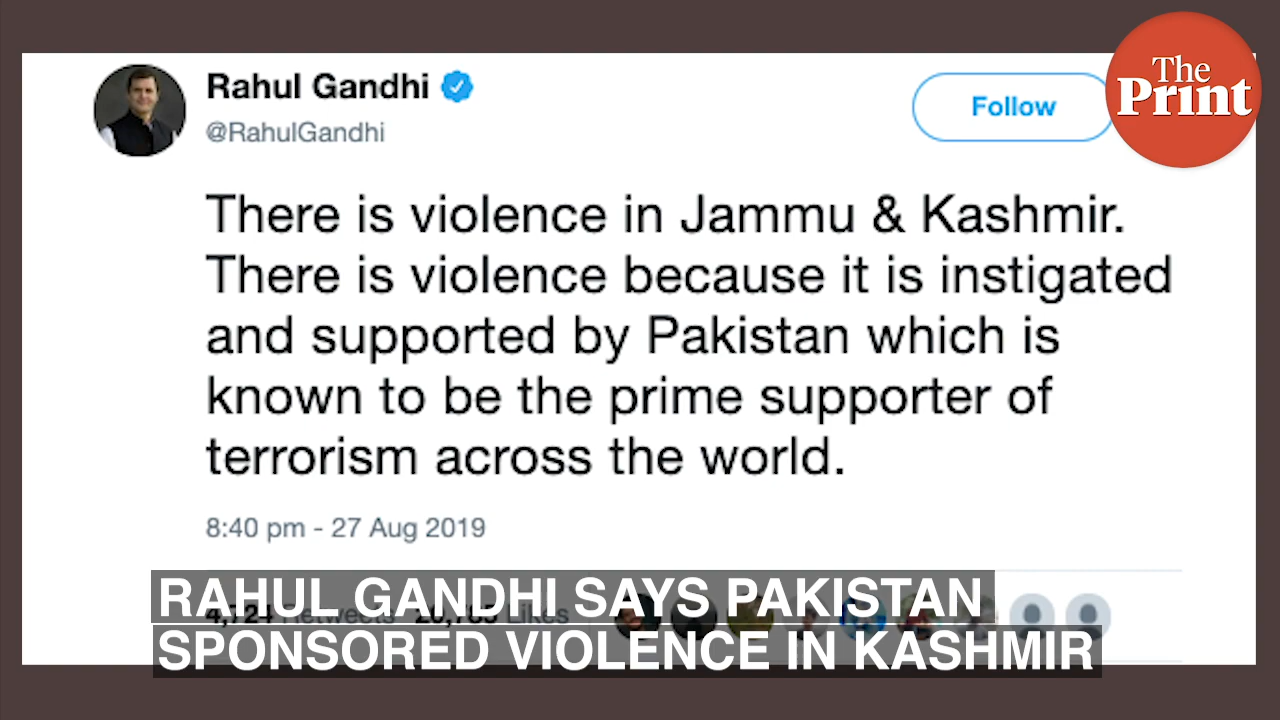 The
Print
Rahul Gandhi
@RahulGandhi
Follow
There is violence in Jammu & Kashmir.
There is violence because it is instigated
and supported by Pakistan which is
known to be the prime supporter of
terrorism across the world.
8:40 pm - 27 Aug 2019
Retweets Likes
RAHUL GANDHI SAYS PAKISTAN
SPONSORED VIOLENCE IN KASHMIR